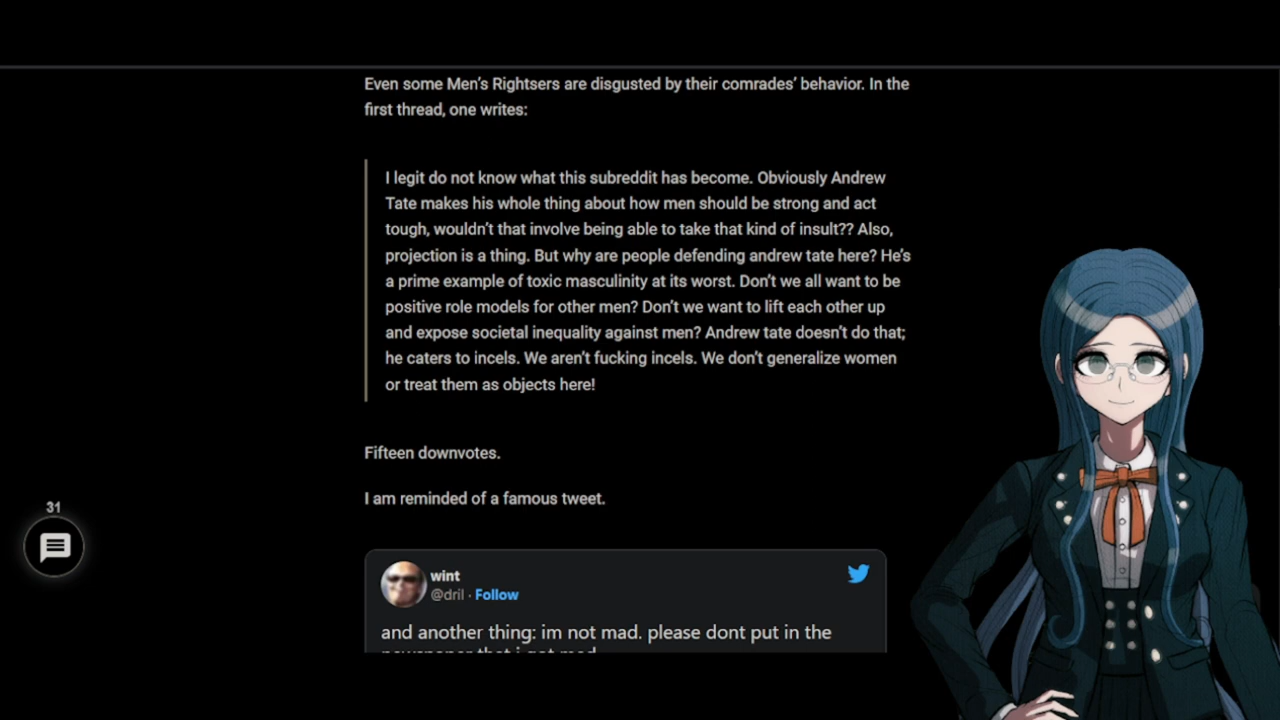 Even some Men's Rightsers are disgusted by their comrades' behavior. In the
first thread, one writes:
I legit do not know what this subreddit has become. Obviously Andrew
Tate makes his whole thing about how men should be strong and act
tough, wouldn't that involve being able to take that kind of insult?? Also,
projection is a thing. But why are people defending andrew tate here? He's
a prime example of toxic masculinity at its worst. Don't we all want to be
positive role models for other men? Don't we want to lift each other up
and expose societal inequality against men? Andrew tate doesn't do that;
he caters to incels. We aren't fucking incels. We don't generalize women
or treat them as objects here!
Fifteen downvotes.
I am reminded of a famous tweet.
31
wint
@dril · Follow
and another thing: im not mad. please dont put in the
newspaper that i got mad.